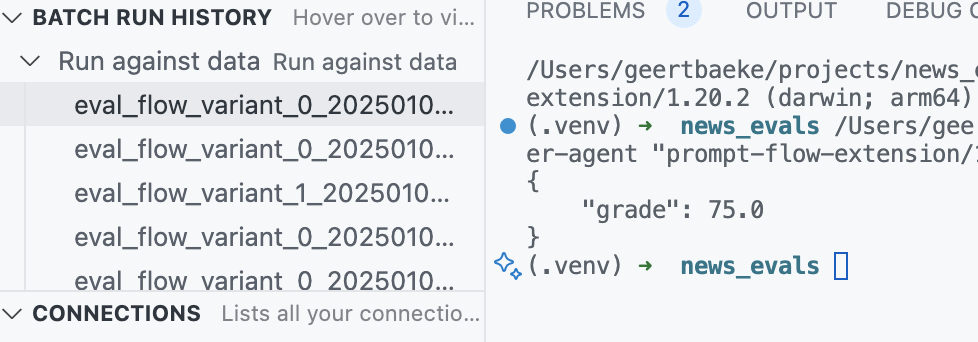 BATCH RUN HISTORY Hover over to vi...
Run against data Run against data
eval_flow_variant_0_2025010...
eval_flow_variant_0_2025010...
eval_flow_variant_1_2025010...
eval_flow_variant_0_2025010...
eval_flow_variant_0_2025010...
CONNECTIONS Lists all your connectio...
PROBLEMS 2 OUTPUT DEBUG C
/Users/geertbaeke/projects/news_e
extension/1.20.2 (darwin; arm64)
(.venv) ➜ news_evals /Users/gee
er-agent "prompt-flow-extension/1
{
"grade": 75.0
}
(.venv) ➜ news_evals